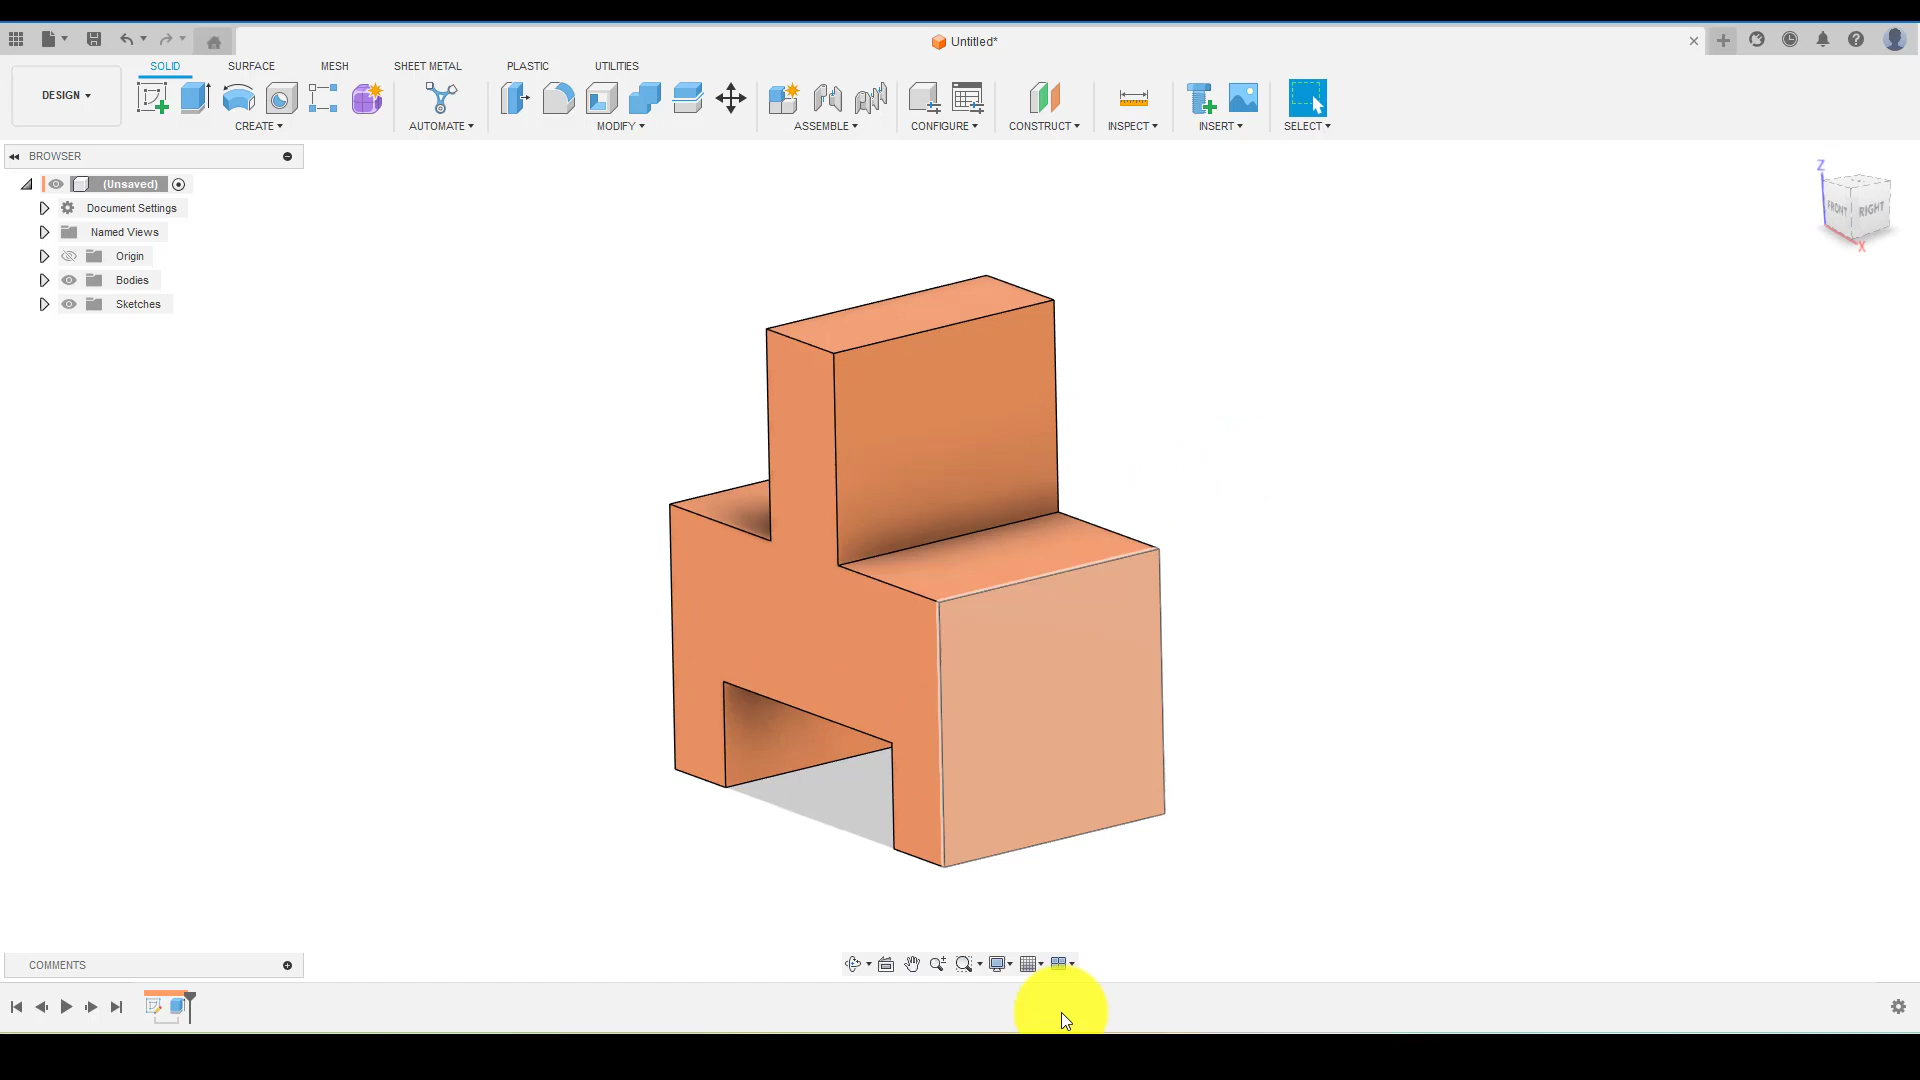 Untitled*
SOLID SURFACE MESH SHEET METAL PLASTIC UTILITIES
DESIGN
CREATE AUTOMATE MODIFY ASSEMBLE CONFIGURE CONSTRUCT INSPECT INSERT SELECT
BROWSER
(Unsaved)
Document Settings
Named Views
Origin
Bodies
Sketches
Z
FRONT RIGHT
X
COMMENTS